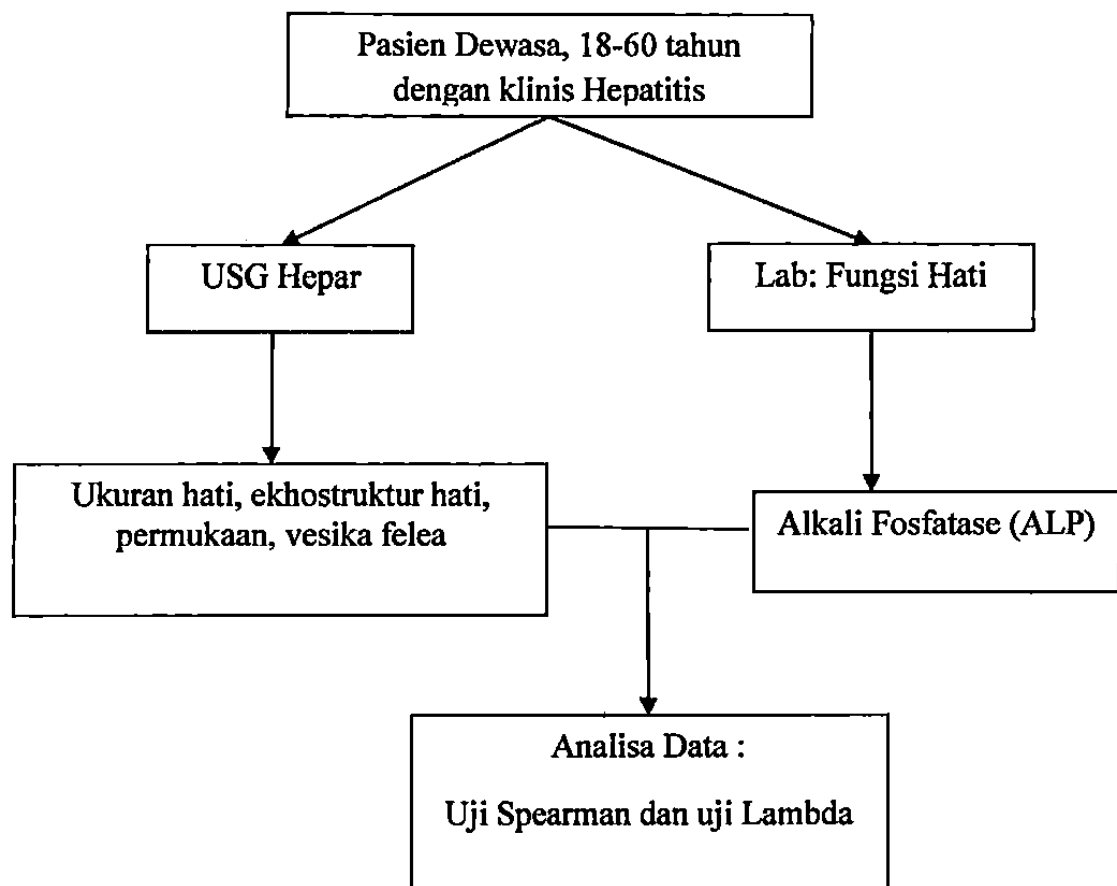 Pasien Dewasa, 18-60 tahun
dengan klinis Hepatitis
USG Hepar
Lab: Fungsi Hati
Ukuran hati, ekhostruktur hati,
permukaan, vesika felea
Alkali Fosfatase (ALP)
Analisa Data :
Uji Spearman dan uji Lambda